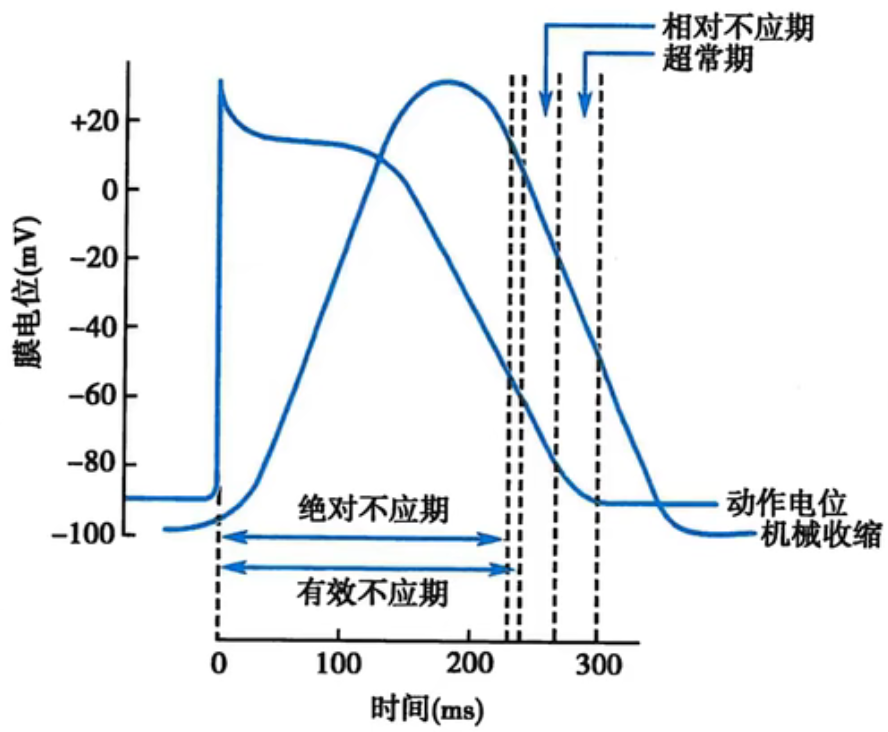 相对不应期
超常期
+20
0
-20
-40
-60
-80
-100
膜电位(mV)
绝对不应期
有效不应期
动作电位
机械收缩
0
100
200
300
时间(ms)